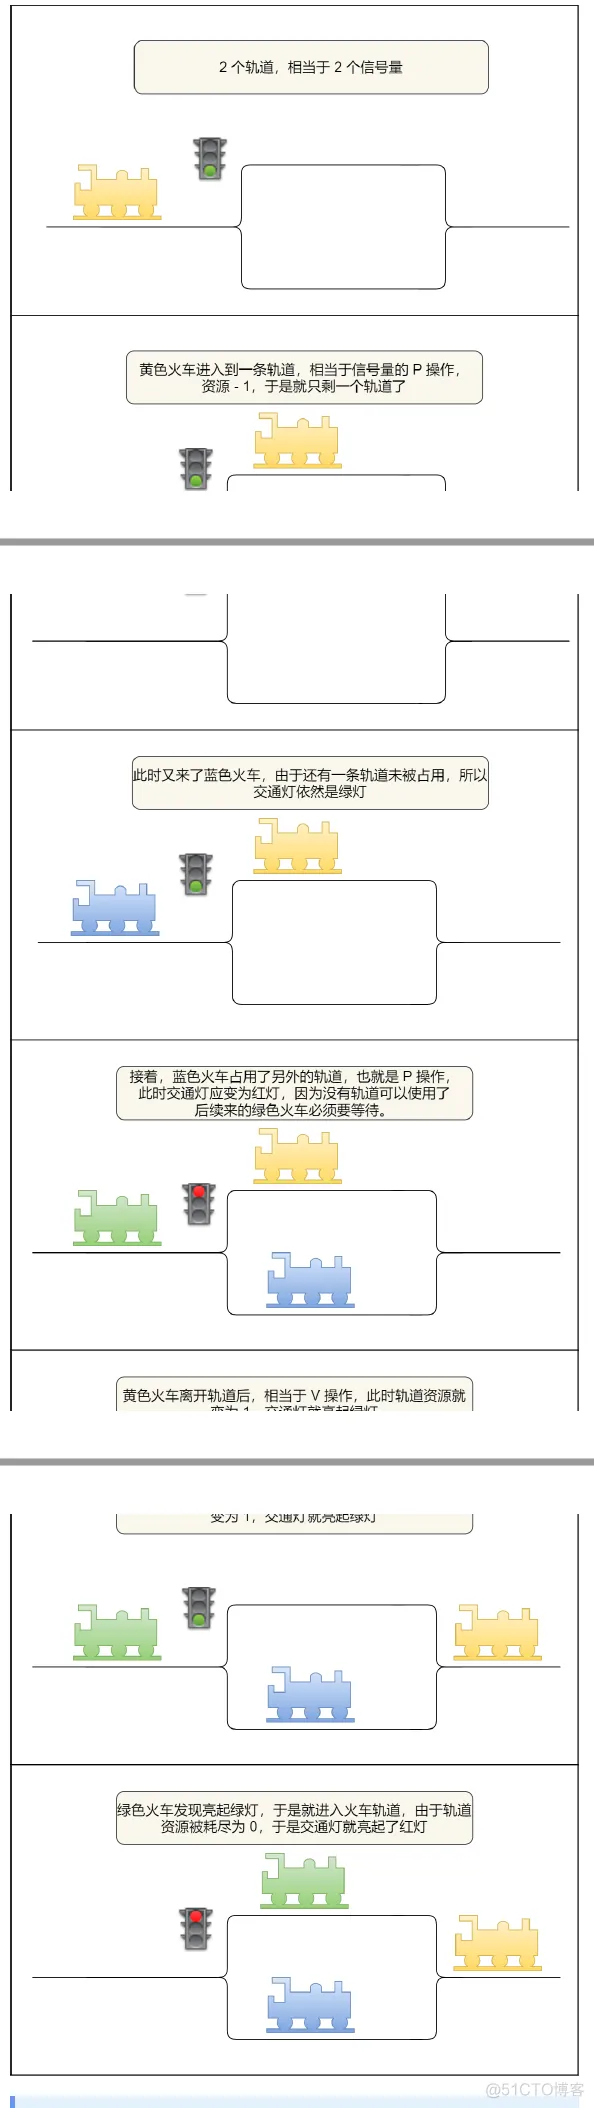 2 个轨道，相当于 2 个信号量
黄色火车进入到一条轨道，相当于信号量的 P 操作，
资源 - 1，于是就只剩一个轨道了
此时又来了蓝色火车，由于还有一条轨道未被占用，所以
交通灯依然是绿灯
接着，蓝色火车占用了另外的轨道，也就是 P 操作，
此时交通灯应变为红灯，因为没有轨道可以使用了
后续来的绿色火车必须要等待。
黄色火车离开轨道后，相当于 V 操作，此时轨道资源就
变为 1，交通灯就亮起绿灯
变为 1，交通灯就亮起绿灯
绿色火车发现亮起绿灯，于是就进入火车轨道，由于轨道
资源被耗尽为 0，于是交通灯就亮起了红灯
@51CTO博客